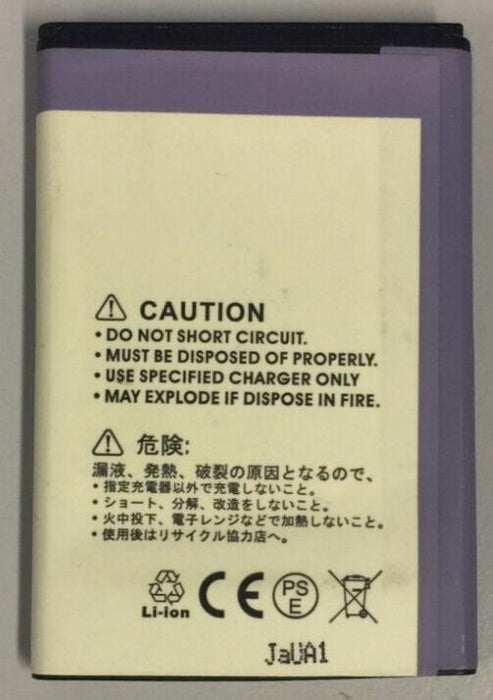 CAUTION
• DO NOT SHORT CIRCUIT.
• MUST BE DISPOSED OF PROPERLY.
• USE SPECIFIED CHARGER ONLY
• MAY EXPLODE IF DISPOSE IN FIRE.
危険:
漏液、発熱、破裂の原因となるので、
• 指定充電器以外で充電しないこと。
• ショート、分解、改造をしないこと。
•火中投下、電子レンジなどで加熱しないこと。
• 使用後はリサイクル協力店へ。
Li-ion CE PSE
JaUA1